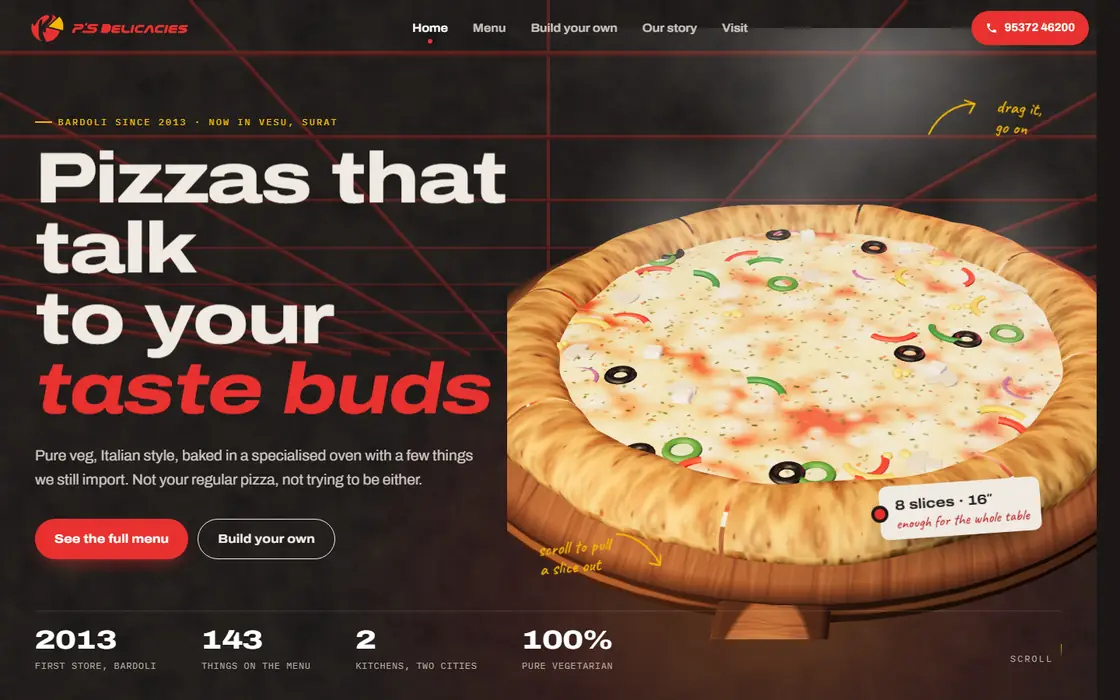 P'S DELICACIES
Home
Menu
Build your own
Our story
Visit
95372 46200
BARDOLI SINCE 2013 · NOW IN VESU, SURAT
Pizzas that
talk
to your
taste buds
drag it,
go on
Pure veg, Italian style, baked in a specialised oven with a few things
we still import. Not your regular pizza, not trying to be either.
See the full menu
Build your own
8 slices · 16"
enough for the whole table
scroll to pull
a slice out
2013
FIRST STORE, BARDOLI
143
THINGS ON THE MENU
2
KITCHENS, TWO CITIES
100%
PURE VEGETARIAN
SCROLL